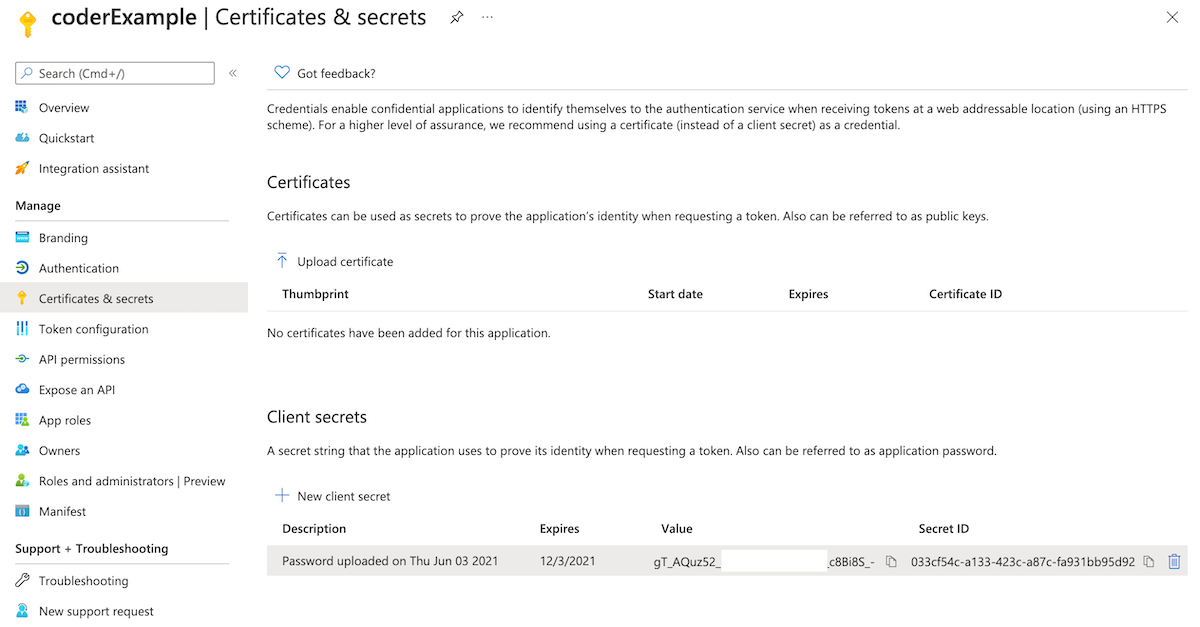 coderExample | Certificates & secrets
Search (Cmd+/)
Overview
Quickstart
Integration assistant
Manage
Branding
Authentication
Certificates & secrets
Token configuration
API permissions
Expose an API
App roles
Owners
Roles and administrators | Preview
Manifest
Support + Troubleshooting
Troubleshooting
New support request
Got feedback?
Credentials enable confidential applications to identify themselves to the authentication service when receiving tokens at a web addressable location (using an HTTPS
scheme). For a higher level of assurance, we recommend using a certificate (instead of a client secret) as a credential.
Certificates
Certificates can be used as secrets to prove the application's identity when requesting a token. Also can be referred to as public keys.
Upload certificate
Thumbprint Start date Expires Certificate ID
No certificates have been added for this application.
Client secrets
A secret string that the application uses to prove its identity when requesting a token. Also can be referred to as application password.
New client secret
Description Expires Value Secret ID
Password uploaded on Thu Jun 03 2021 12/3/2021 gT_AQuz52_ _c8Bi8S_- 033cf54c-a133-423c-a87c-fa931bb95d92